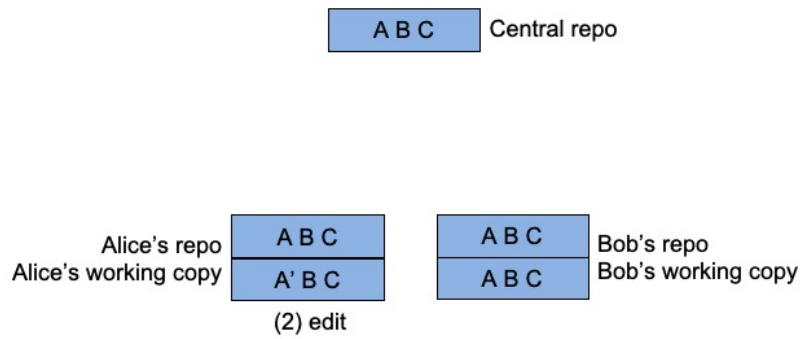 A B C Central repo
Alice’s repo A B C A B C Bob’s repo
Alice’s working copy A’ B C A B C Bob’s working copy
(2) edit